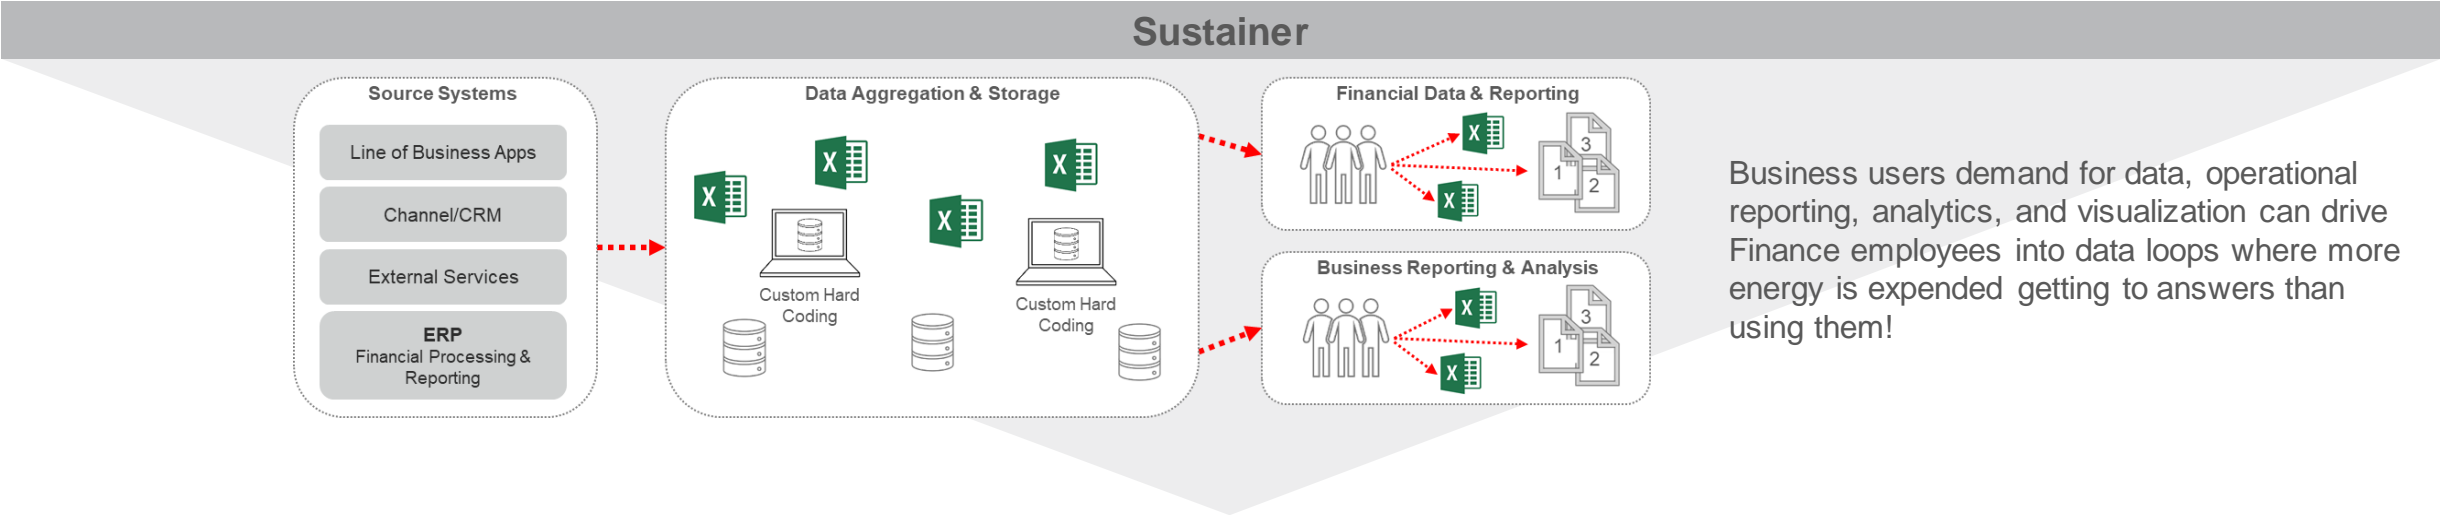 Sustainer
Source Systems
Line of Business Apps
Channel/CRM
External Services
ERP
Financial Processing &
Reporting
Data Aggregation & Storage
X
X
X
X
Custom Hard
Coding
Custom Hard
Coding
Financial Data & Reporting
X
X
3
1
2
Business Reporting & Analysis
X
X
3
1
2
Business users demand for data, operational
reporting, analytics, and visualization can drive
Finance employees into data loops where more
energy is expended getting to answers than
using them!